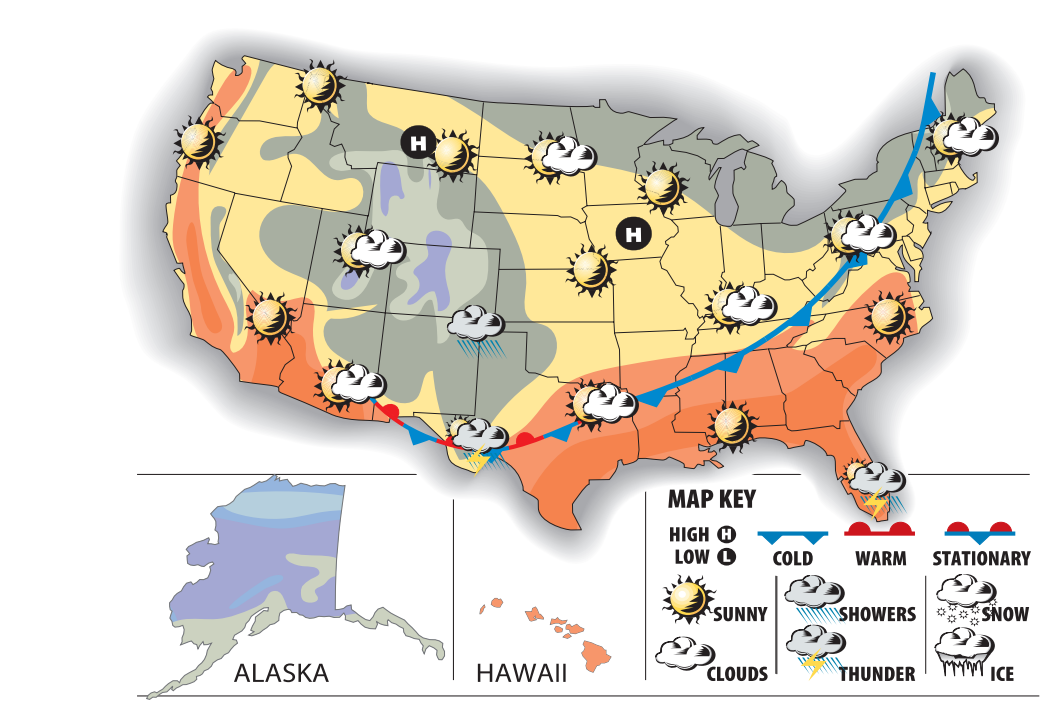 H
H
MAP KEY
HIGH H
LOW L
COLD WARM STATIONARY
SUNNY SHOWERS SNOW
CLOUDS THUNDER ICE
ALASKA HAWAII